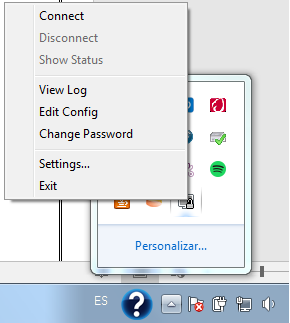 Connect
Disconnect
Show Status
View Log
Edit Config
Change Password
Settings...
Exit
Personalizar...
ES
?